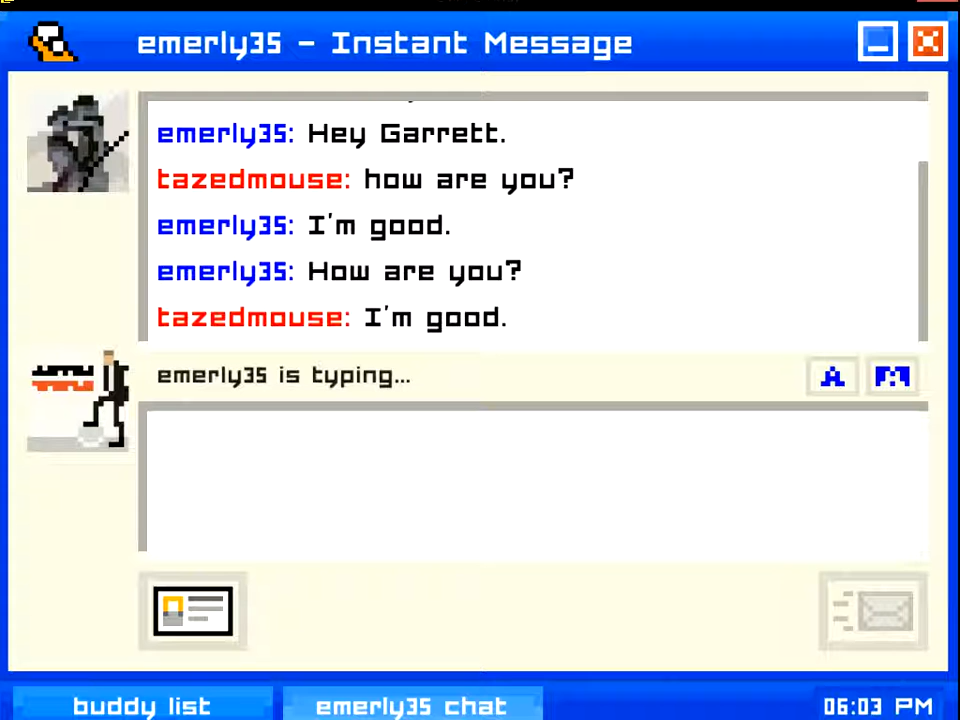 emerly35 - Instant Message
emerly35: Hey Garrett.
tazedmouse: how are you?
emerly35: I'm good.
emerly35: How are you?
tazedmouse: I'm good.
emerly35 is typing...
A
buddy list
emerly35 chat
06:03 PM